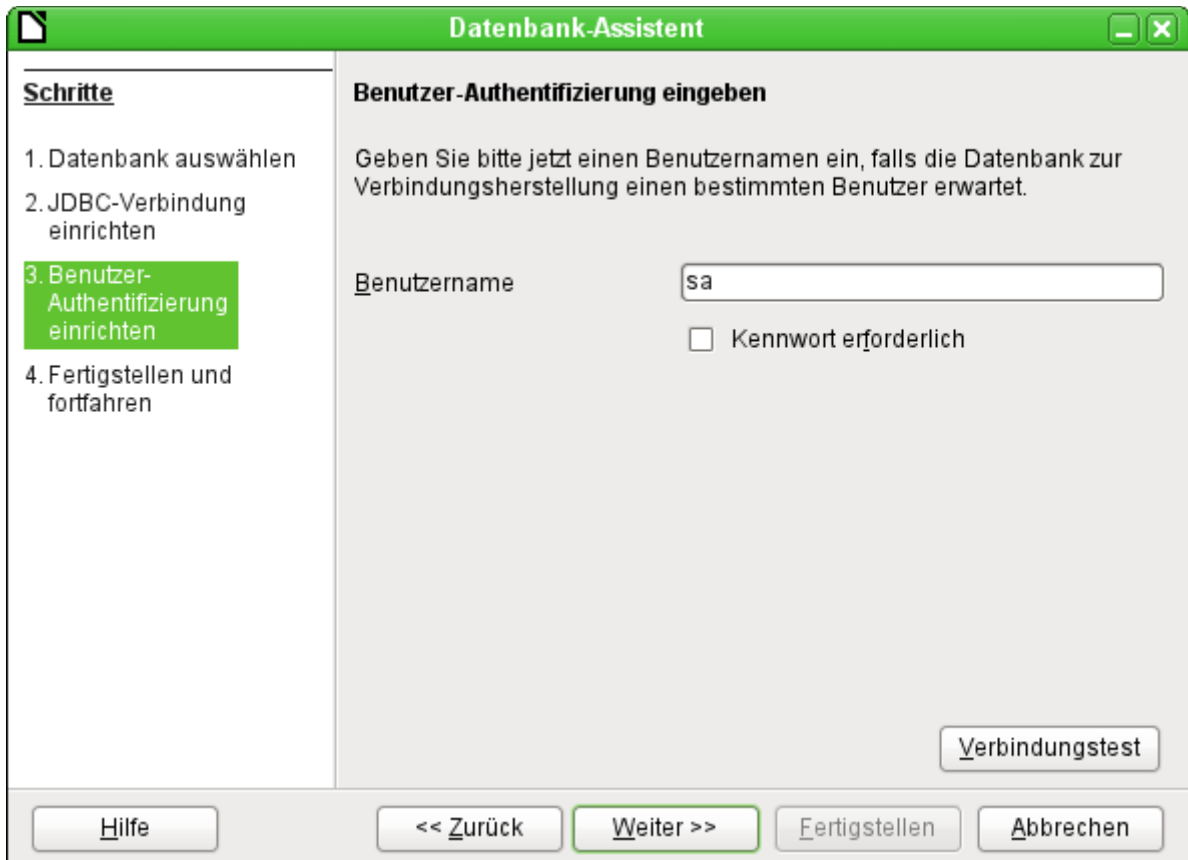 Datenbank-Assistent
Schritte
1. Datenbank auswählen
2. JDBC-Verbindung
einrichten
3. Benutzer-
Authentifizierung
einrichten
4. Fertigstellen und
fortfahren
Benutzer-Authentifizierung eingeben
Geben Sie bitte jetzt einen Benutzernamen ein, falls die Datenbank zur
Verbindungsherstellung einen bestimmten Benutzer erwartet.
Benutzername
sa
Kennwort erforderlich
Verbindungstest
Hilfe
<< Zurück
Weiter >>
Fertigstellen
Abbrechen